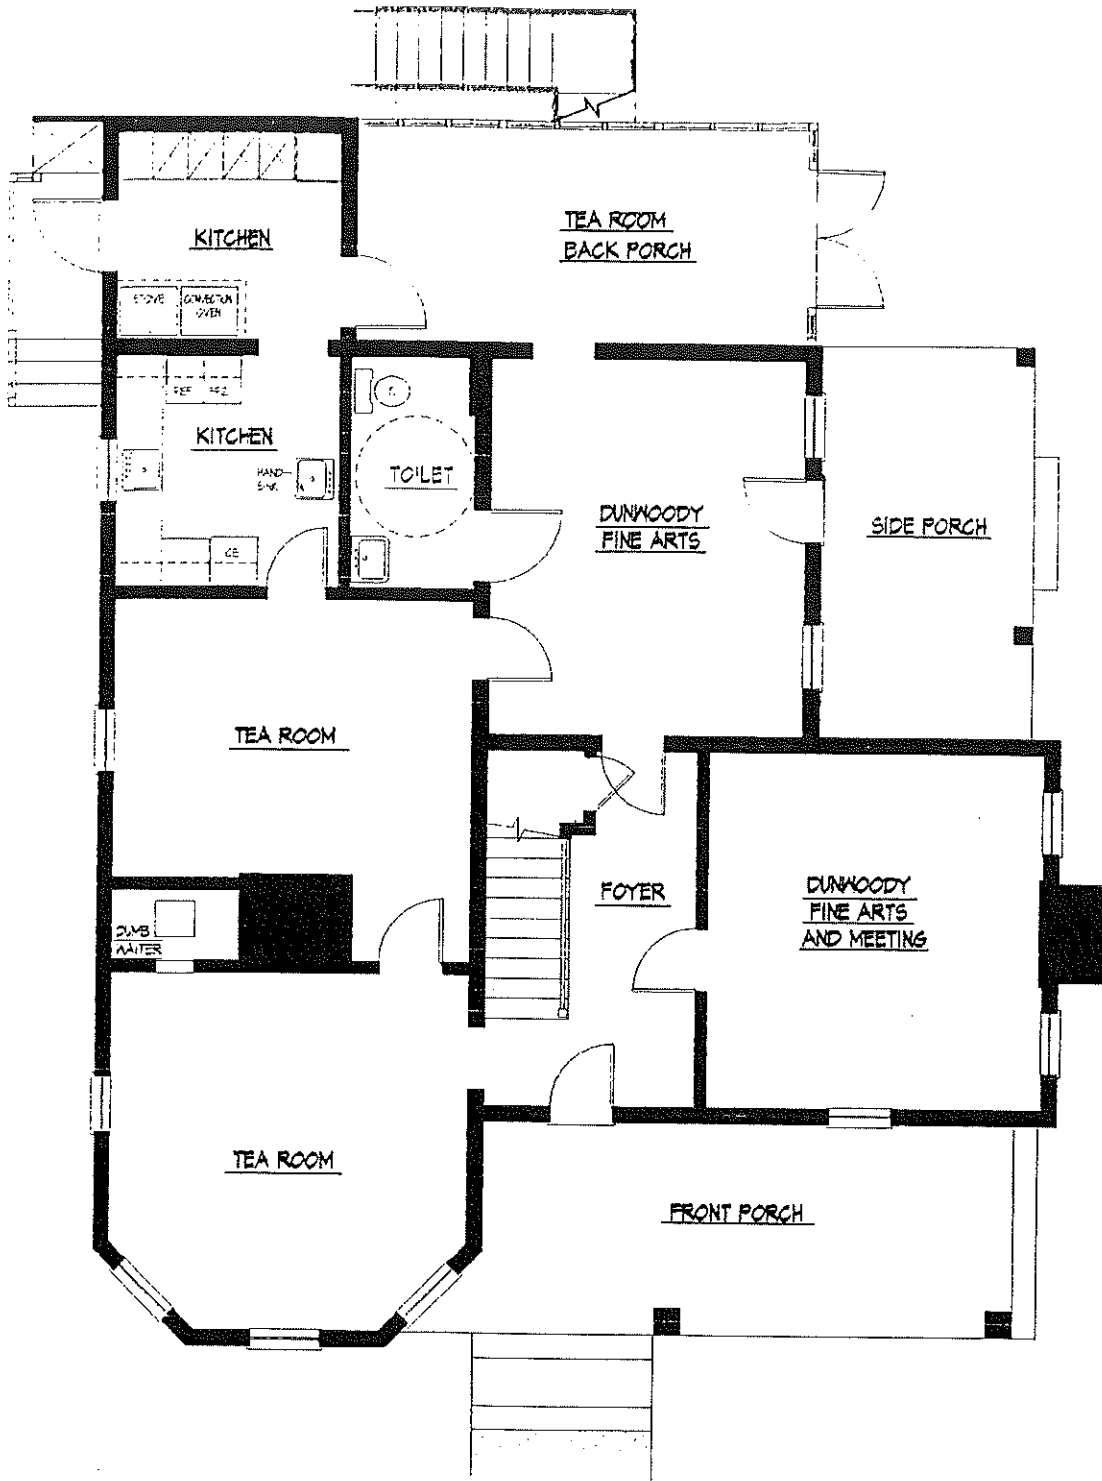 KITCHEN
TEA ROOM
BACK PORCH
STOVE
CONVECTION
OVEN
REF
FRZ
KITCHEN
HAND
SINK
TOILET
DUNWOODY
FINE ARTS
SIDE PORCH
TEA ROOM
DUMB
WAITER
FOYER
DUNWOODY
FINE ARTS
AND MEETING
TEA ROOM
FRONT PORCH